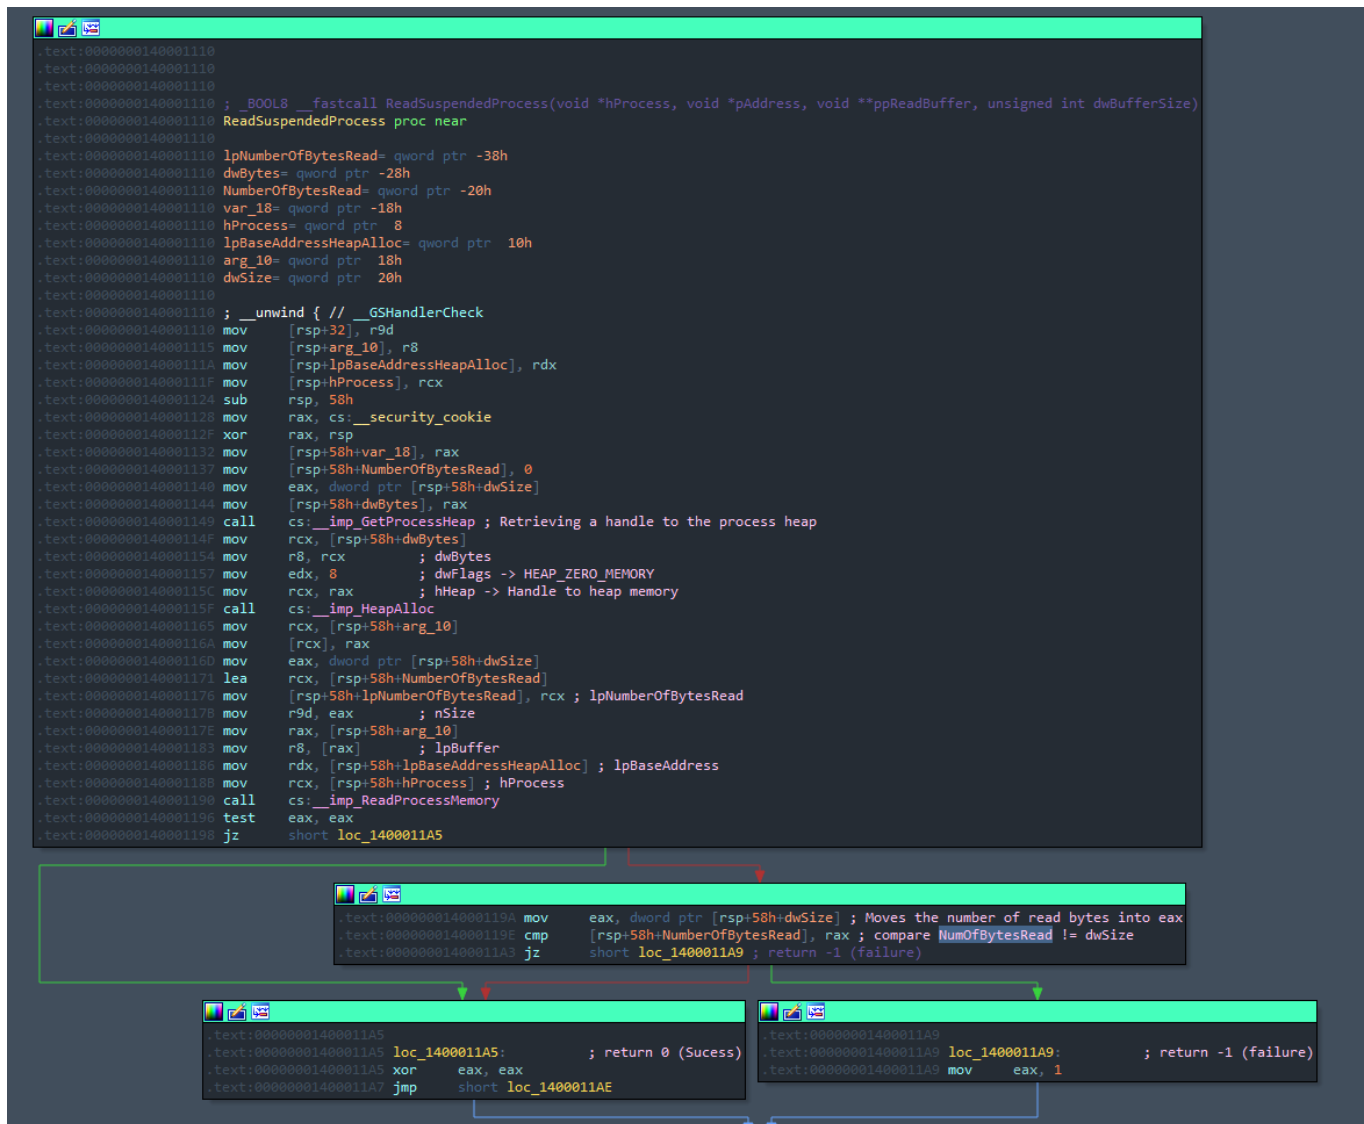 .text:0000000140001110
.text:0000000140001110
.text:0000000140001110
.text:0000000140001110 ; _BOOL8 __fastcall ReadSuspendedProcess(void *hProcess, void *pAddress, void **ppReadBuffer, unsigned int dwBufferSize)
.text:0000000140001110 ReadSuspendedProcess proc near
.text:0000000140001110
.text:0000000140001110 lpNumberOfBytesRead= qword ptr -38h
.text:0000000140001110 dwBytes= qword ptr -28h
.text:0000000140001110 NumberOfBytesRead= qword ptr -20h
.text:0000000140001110 var_18= qword ptr -18h
.text:0000000140001110 hProcess= qword ptr  8
.text:0000000140001110 lpBaseAddressHeapAlloc= qword ptr  10h
.text:0000000140001110 arg_10= qword ptr  18h
.text:0000000140001110 dwSize= qword ptr  20h
.text:0000000140001110
.text:0000000140001110 ; __unwind { // __GSHandlerCheck
.text:0000000140001110 mov     [rsp+32], r9d
.text:0000000140001115 mov     [rsp+arg_10], r8
.text:000000014000111A mov     [rsp+lpBaseAddressHeapAlloc], rdx
.text:000000014000111F mov     [rsp+hProcess], rcx
.text:0000000140001124 sub     rsp, 58h
.text:0000000140001128 mov     rax, cs:__security_cookie
.text:000000014000112F xor     rax, rsp
.text:0000000140001132 mov     [rsp+58h+var_18], rax
.text:0000000140001137 mov     [rsp+58h+NumberOfBytesRead], 0
.text:0000000140001140 mov     eax, dword ptr [rsp+58h+dwSize]
.text:0000000140001144 mov     [rsp+58h+dwBytes], rax
.text:0000000140001149 call    cs:__imp_GetProcessHeap ; Retrieving a handle to the process heap
.text:000000014000114F mov     rcx, [rsp+58h+dwBytes]
.text:0000000140001154 mov     r8, rcx         ; dwBytes
.text:0000000140001157 mov     edx, 8          ; dwFlags -> HEAP_ZERO_MEMORY
.text:000000014000115C mov     rcx, rax        ; hHeap -> Handle to heap memory
.text:000000014000115F call    cs:__imp_HeapAlloc
.text:0000000140001165 mov     rcx, [rsp+58h+arg_10]
.text:000000014000116A mov     [rcx], rax
.text:000000014000116D mov     eax, dword ptr [rsp+58h+dwSize]
.text:0000000140001171 lea     rcx, [rsp+58h+NumberOfBytesRead]
.text:0000000140001176 mov     [rsp+58h+lpNumberOfBytesRead], rcx ; lpNumberOfBytesRead
.text:000000014000117B mov     r9d, eax        ; nSize
.text:000000014000117E mov     rax, [rsp+58h+arg_10]
.text:0000000140001183 mov     r8, [rax]       ; lpBuffer
.text:0000000140001186 mov     rdx, [rsp+58h+lpBaseAddressHeapAlloc] ; lpBaseAddress
.text:000000014000118B mov     rcx, [rsp+58h+hProcess] ; hProcess
.text:0000000140001190 call    cs:__imp_ReadProcessMemory
.text:0000000140001196 test    eax, eax
.text:0000000140001198 jz      short loc_1400011A5
.text:000000014000119A mov     eax, dword ptr [rsp+58h+dwSize] ; Moves the number of read bytes into eax
.text:000000014000119E cmp     [rsp+58h+NumberOfBytesRead], rax ; compare NumOfBytesRead != dwSize
.text:00000001400011A3 jz      short loc_1400011A9 ; return -1 (failure)
.text:00000001400011A5
.text:00000001400011A5 loc_1400011A5:          ; return 0 (Sucess)
.text:00000001400011A5 xor     eax, eax
.text:00000001400011A7 jmp     short loc_1400011AE
.text:00000001400011A9
.text:00000001400011A9 loc_1400011A9:          ; return -1 (failure)
.text:00000001400011A9 mov     eax, 1